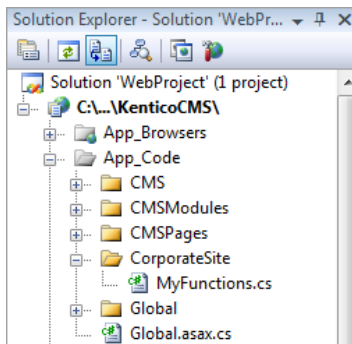 Solution Explorer - Solution 'WebPr...
Solution 'WebProject' (1 project)
C:\...\KenticoCMS\
App_Browsers
App_Code
CMS
CMSModules
CMSPages
CorporateSite
MyFunctions.cs
Global
Global.asax.cs